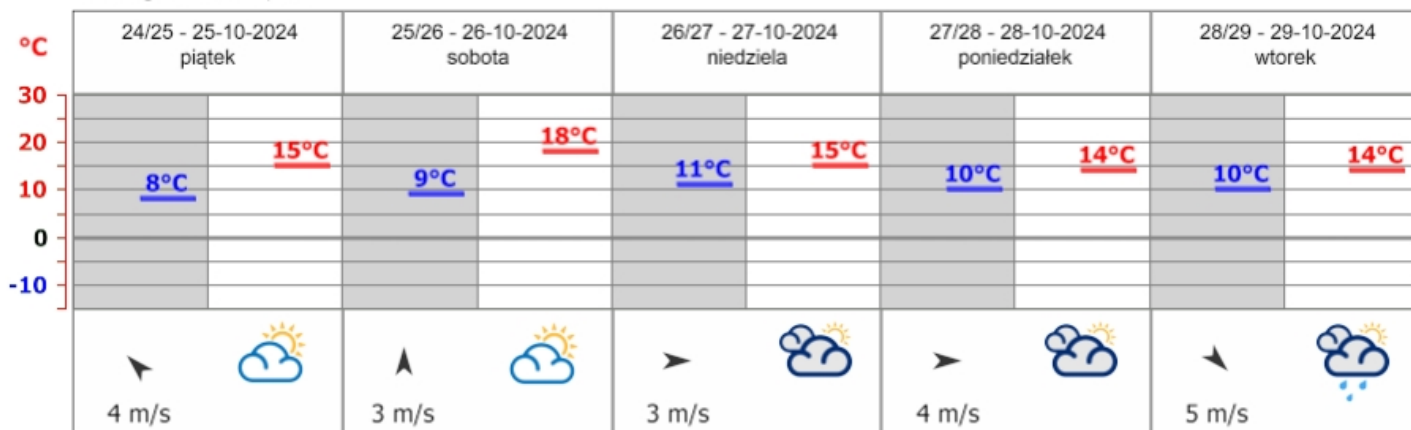 °C
24/25 - 25-10-2024
piątek
25/26 - 26-10-2024
sobota
26/27 - 27-10-2024
niedziela
27/28 - 28-10-2024
poniedziałek
28/29 - 29-10-2024
wtorek
30
20
10
0
-10
8°C
15°C
9°C
18°C
11°C
15°C
10°C
14°C
10°C
14°C
4 m/s
3 m/s
3 m/s
4 m/s
5 m/s